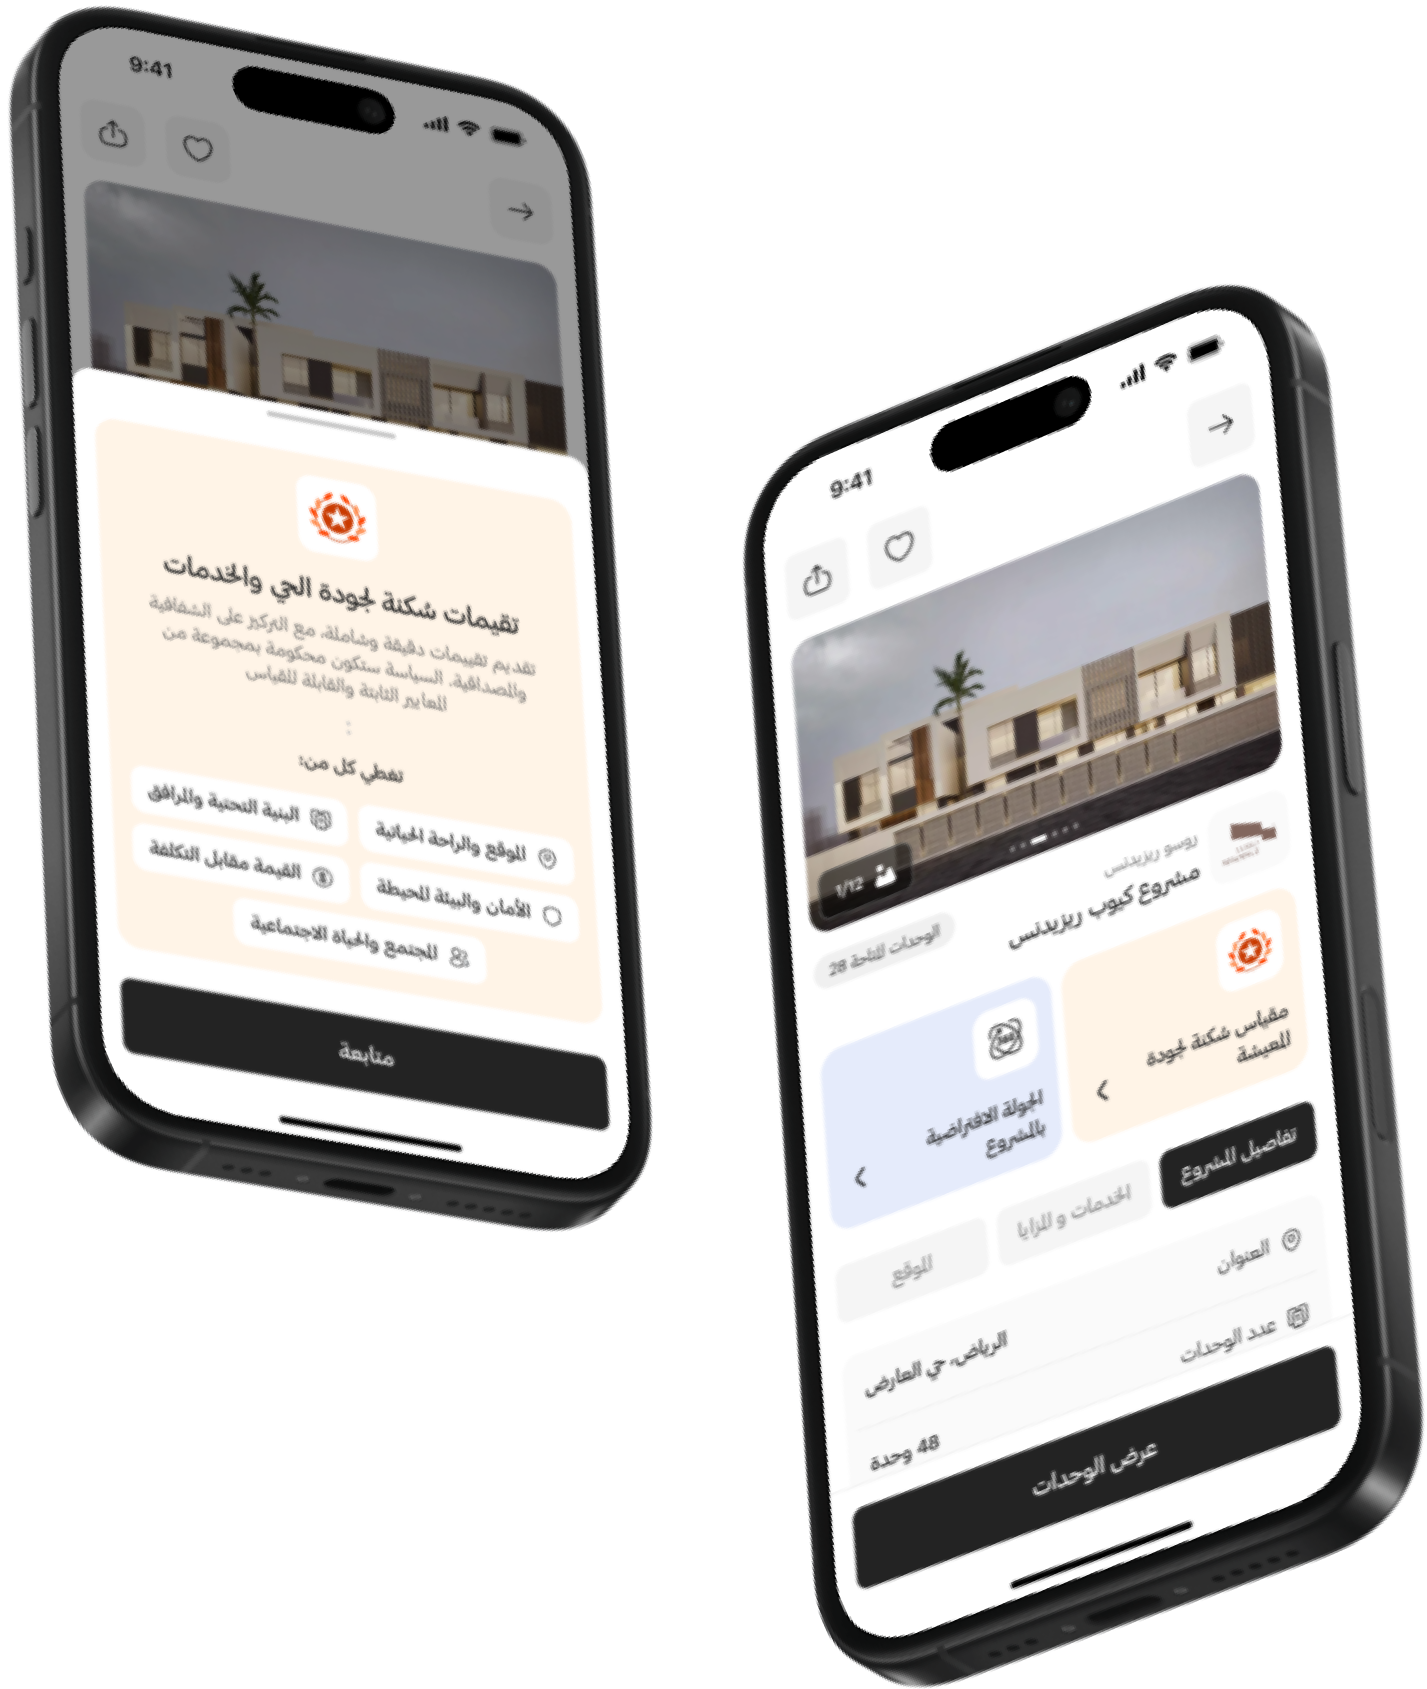 9:41
تقيمات سكنة لجودة الحي والخدمات
تقديم تقييمات دقيقة وشاملة، مع التركيز على الشفافية
والمصداقية. السياسة ستكون محكومة بمجموعة من
المعايير الثابتة والقابلة للقياس
:
تغطي كل من:
الموقع والراحة الحياتية
البنية التحتية والمرافق
الأمان والبيئة المحيطة
القيمة مقابل التكلفة
المجتمع والحياة الاجتماعية
متابعة
9:41
1/12
روسو ريزيدنس
مشروع كيوب ريزيدنس
الوحدات المتاحة 28
مقياس سكنة لجودة
المعيشة
الجولة الافتراضية
بالمشروع
تفاصيل المشروع
الخدمات و المزايا
الموقع
العنوان
الرياض، حي العارض
عدد الوحدات
48 وحدة
عرض الوحدات